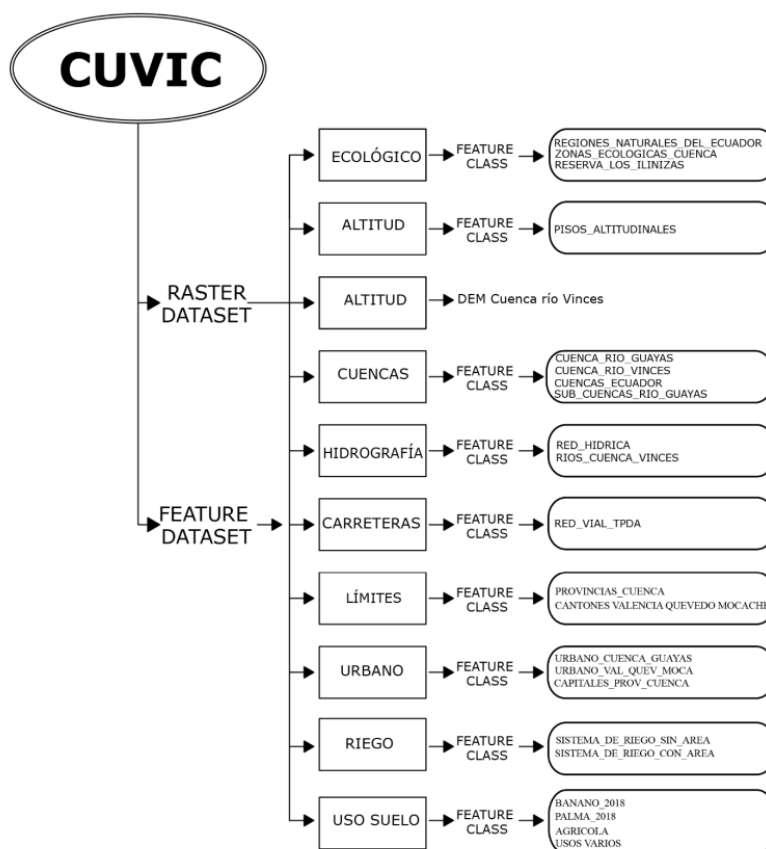 CUVIC
RASTER
DATASET
FEATURE
DATASET
ECOLÓGICO
FEATURE
CLASS
REGIONES_NATURALES_DEL_ECUADOR
ZONAS_ECOLOGICAS_CUENCA
RESERVA_LOS_ILINIZAS
ALTITUD
FEATURE
CLASS
PISOS_ALTITUDINALES
ALTITUD
DEM Cuenca río Vinces
CUENCAS
FEATURE
CLASS
CUENCA_RIO_GUAYAS
CUENCA_RIO_VINCES
CUENCAS_ECUADOR
SUB_CUENCAS_RIO_GUAYAS
HIDROGRAFÍA
FEATURE
CLASS
RED_HIDRICA
RIOS_CUENCA_VINCES
CARRETERAS
FEATURE
CLASS
RED_VIAL_TPDA
LÍMITES
FEATURE
CLASS
PROVINCIAS_CUENCA
CANTONES VALENCIA QUEVEDO MOCACHE
URBANO
FEATURE
CLASS
URBANO_CUENCA_GUAYAS
URBANO_VAL_QUEV_MOCA
CAPITALES_PROV_CUENCA
RIEGO
FEATURE
CLASS
SISTEMA_DE_RIEGO_SIN_AREA
SISTEMA_DE_RIEGO_CON_AREA
USO SUELO
FEATURE
CLASS
BANANO_2018
PALMA_2018
AGRICOLA
USOS VARIOS